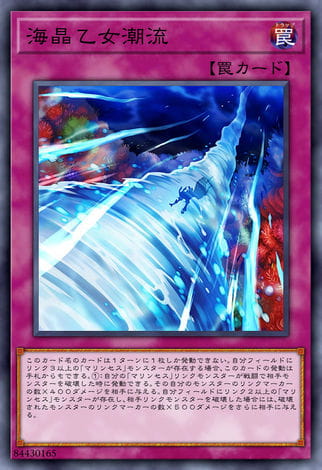 海晶乙女潮流
トラップ
罠
【罠カード】
このカード名のカードは1ターンに1枚しか発動できない。自分フィールドに
リンク3以上の「マリンセス」モンスターが存在する場合、このカードの発動は
手札からもできる。①：自分の「マリンセス」リンクモンスターが戦闘で相手モ
ンスターを破壊した時に発動できる。その自分のモンスターのリンクマーカー
の数×400ダメージを相手に与える。自分フィールドにリンク2以上の「マリ
ンセス」モンスターが存在し、相手リンクモンスターを破壊した場合には、破壊さ
れたモンスターのリンクマーカーの数×500ダメージをさらに相手に与え
る。
84430165